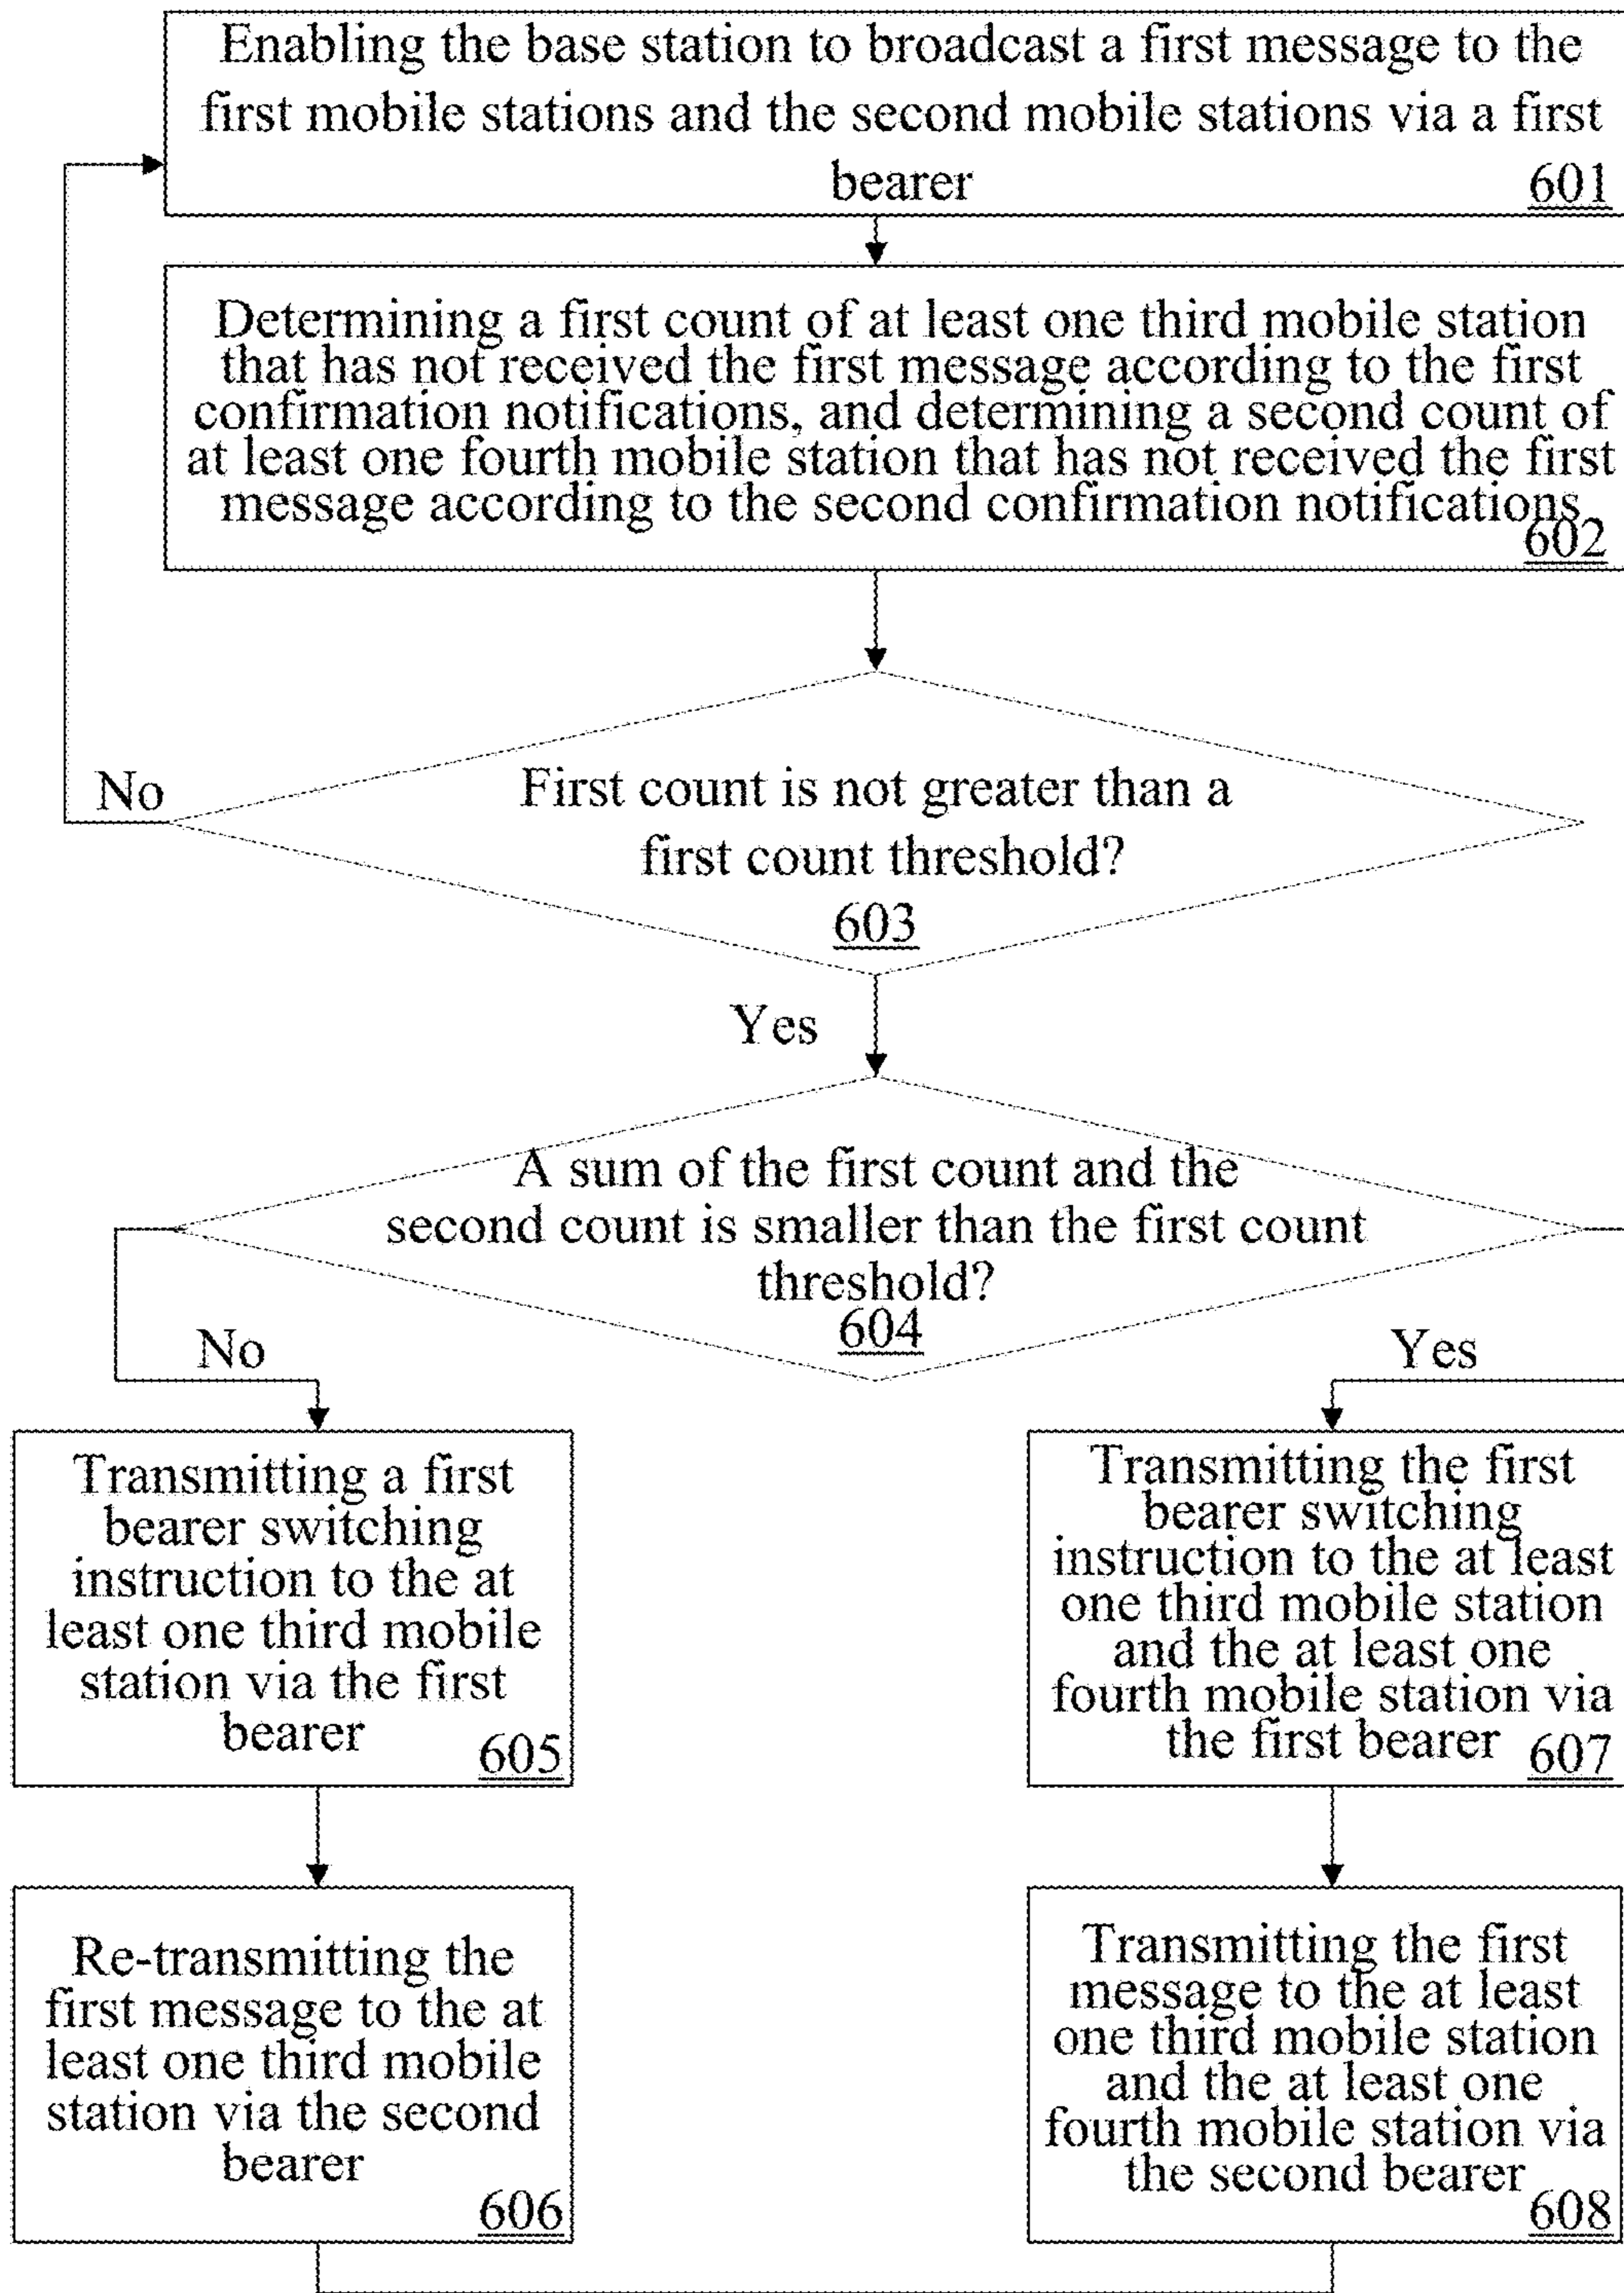 Enabling the base station to broadcast a first message to the
first mobile stations and the second mobile stations via a first
bearer
601
Determining a first count of at least one third mobile station
that has not received the first message according to the first
confirmation notifications, and determining a second count of
at least one fourth mobile station that has not received the first
message according to the second confirmation notifications
602
First count is not greater than a
first count threshold?
603
No
Yes
A sum of the first count and the
second count is smaller than the first count
threshold?
604
No
Yes
Transmitting a first
bearer switching
instruction to the at
least one third mobile
station via the first
bearer
605
Transmitting the first
bearer switching
instruction to the at least
one third mobile station
and the at least one
fourth mobile station via
the first bearer
607
Re-transmitting the
first message to the at
least one third mobile
station via the second
bearer
606
Transmitting the first
message to the at least
one third mobile station
and the at least one
fourth mobile station via
the second bearer
608